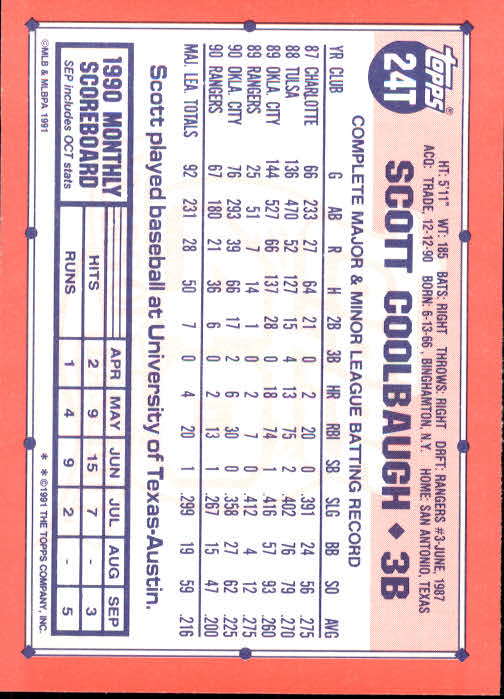 Topps®
24T
SCOTT COOLBAUGH ◆ 3B
HT: 5'11" WT: 185 BATS: RIGHT THROWS: RIGHT DRFT: RANGERS #3-JUNE, 1987
ACQ: TRADE, 12-12-90 BORN: 6-13-66, BINGHAMTON, N.Y. HOME: SAN ANTONIO, TEXAS
COMPLETE MAJOR & MINOR LEAGUE BATTING RECORD
YR CLUB G AB R H 2B 3B HR RBI SB SLG BB SO AVG
87 CHARLOTTE 66 233 27 64 21 0 2 20 0 .391 24 56 .275
88 TULSA 136 470 52 127 15 4 13 75 2 .402 76 79 .270
89 OKLA. CITY 144 527 66 137 28 0 18 74 1 .416 57 93 .260
89 RANGERS 25 51 7 14 1 0 2 7 0 .412 4 12 .275
90 OKLA. CITY 76 293 39 66 17 2 6 30 0 .358 27 62 .225
90 RANGERS 67 180 21 36 6 0 2 13 1 .267 15 47 .200
MAJ. LEA. TOTALS 92 231 28 50 7 0 4 20 1 .299 19 59 .216
Scott played baseball at University of Texas-Austin.
1990 MONTHLY
SCOREBOARD
SEP includes OCT stats
APR MAY JUN JUL AUG SEP
HITS 2 9 15 7 - 3
RUNS 1 4 9 2 - 5
©MLB & MLBPA 1991
* * ©1991 THE TOPPS COMPANY, INC.